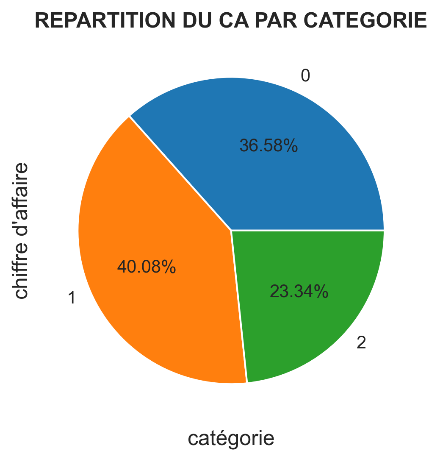 REPARTITION DU CA PAR CATEGORIE
0
36.58%
chiffre d'affaire
40.08%
1
23.34%
2
catégorie